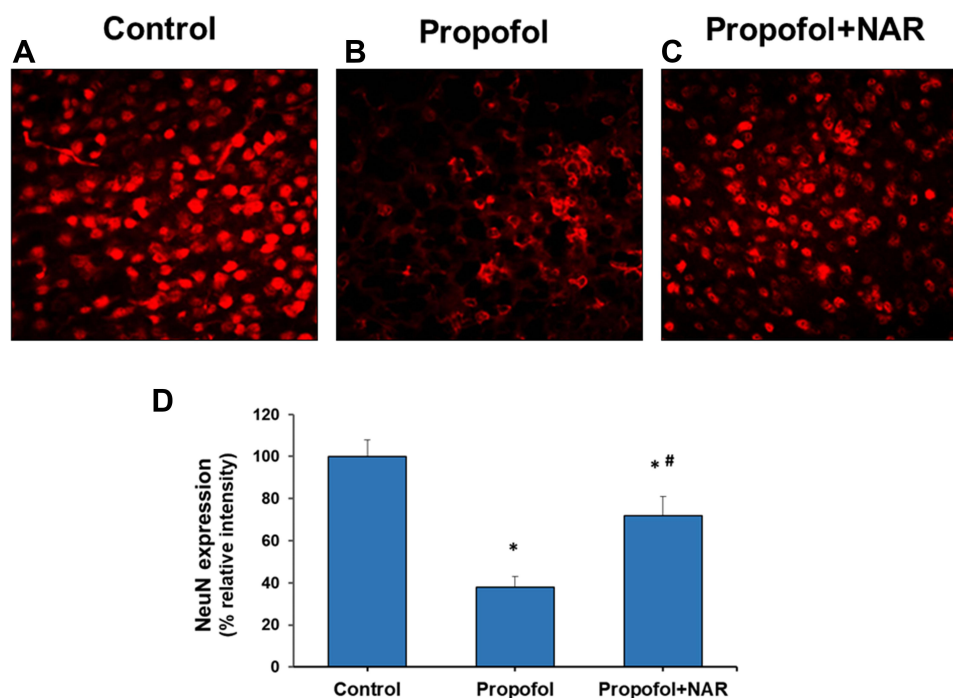 Control
Propofol
Propofol+NAR
A
B
C
D
NeuN expression
(% relative intensity)
120
100
80
60
40
20
0
*
* #
Control
Propofol
Propofol+NAR